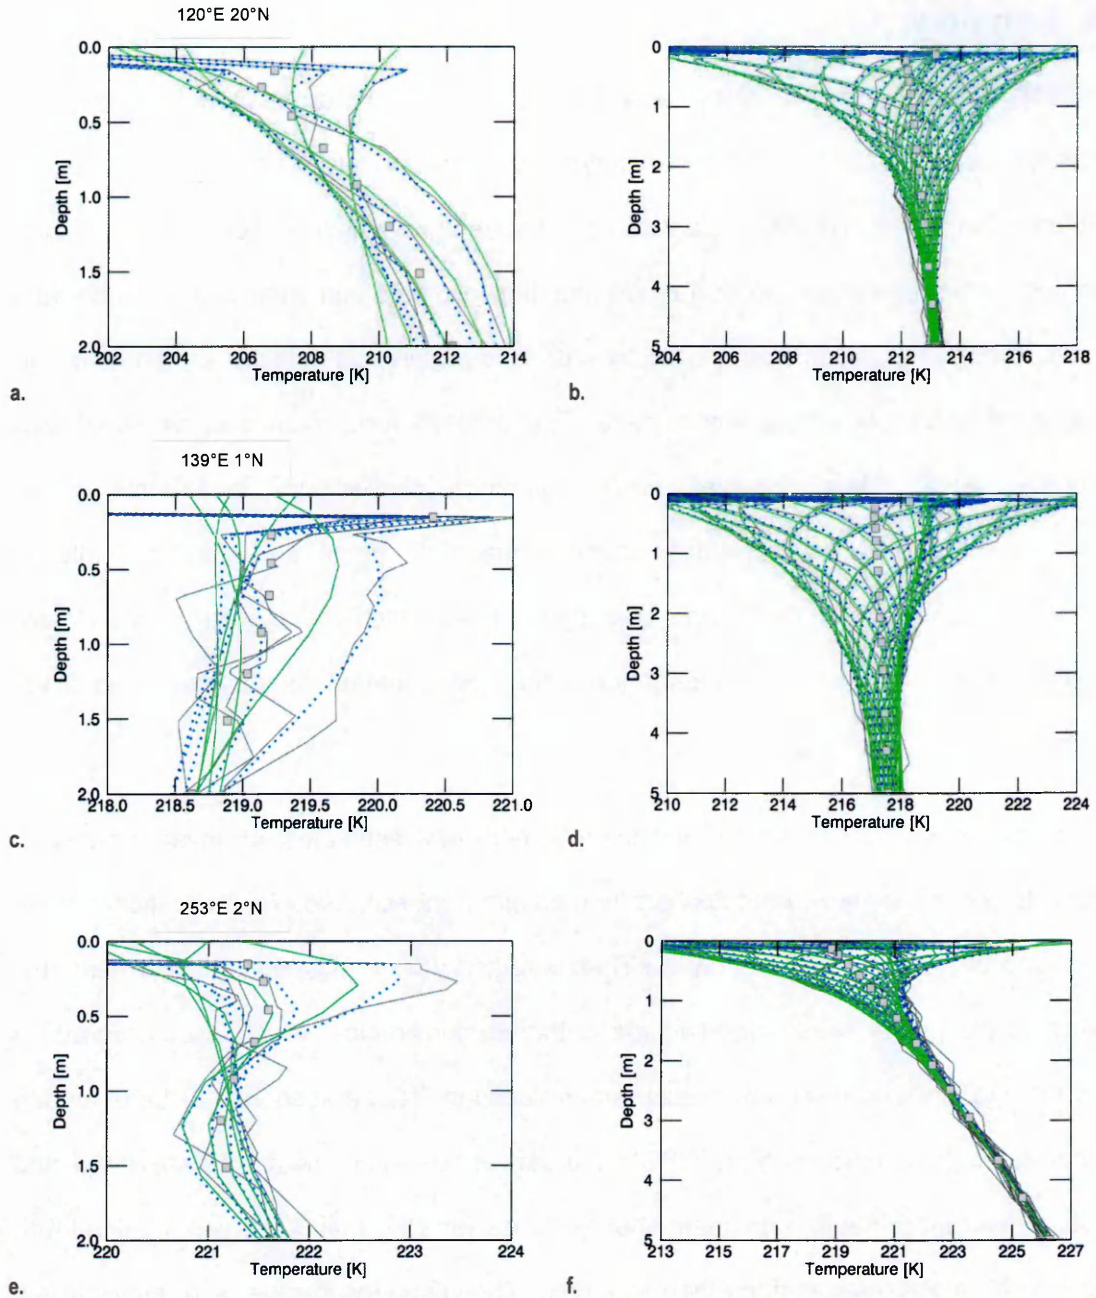 120°E 20°N
0.0
0.5
1.0
1.5
2.0
Depth [m]
202 204 206 208 210 212 214
Temperature [K]
a.
0
1
2
3
4
5
Depth [m]
204 206 208 210 212 214 216 218
Temperature [K]
b.
139°E 1°N
0.0
0.5
1.0
1.5
2.0
Depth [m]
218.0 218.5 219.0 219.5 220.0 220.5 221.0
Temperature [K]
c.
0
1
2
3
4
5
Depth [m]
210 212 214 216 218 220 222 224
Temperature [K]
d.
253°E 2°N
0.0
0.5
1.0
1.5
2.0
Depth [m]
220 221 222 223 224
Temperature [K]
e.
0
1
2
3
4
5
Depth [m]
213 215 217 219 221 223 225 227
Temperature [K]
f.